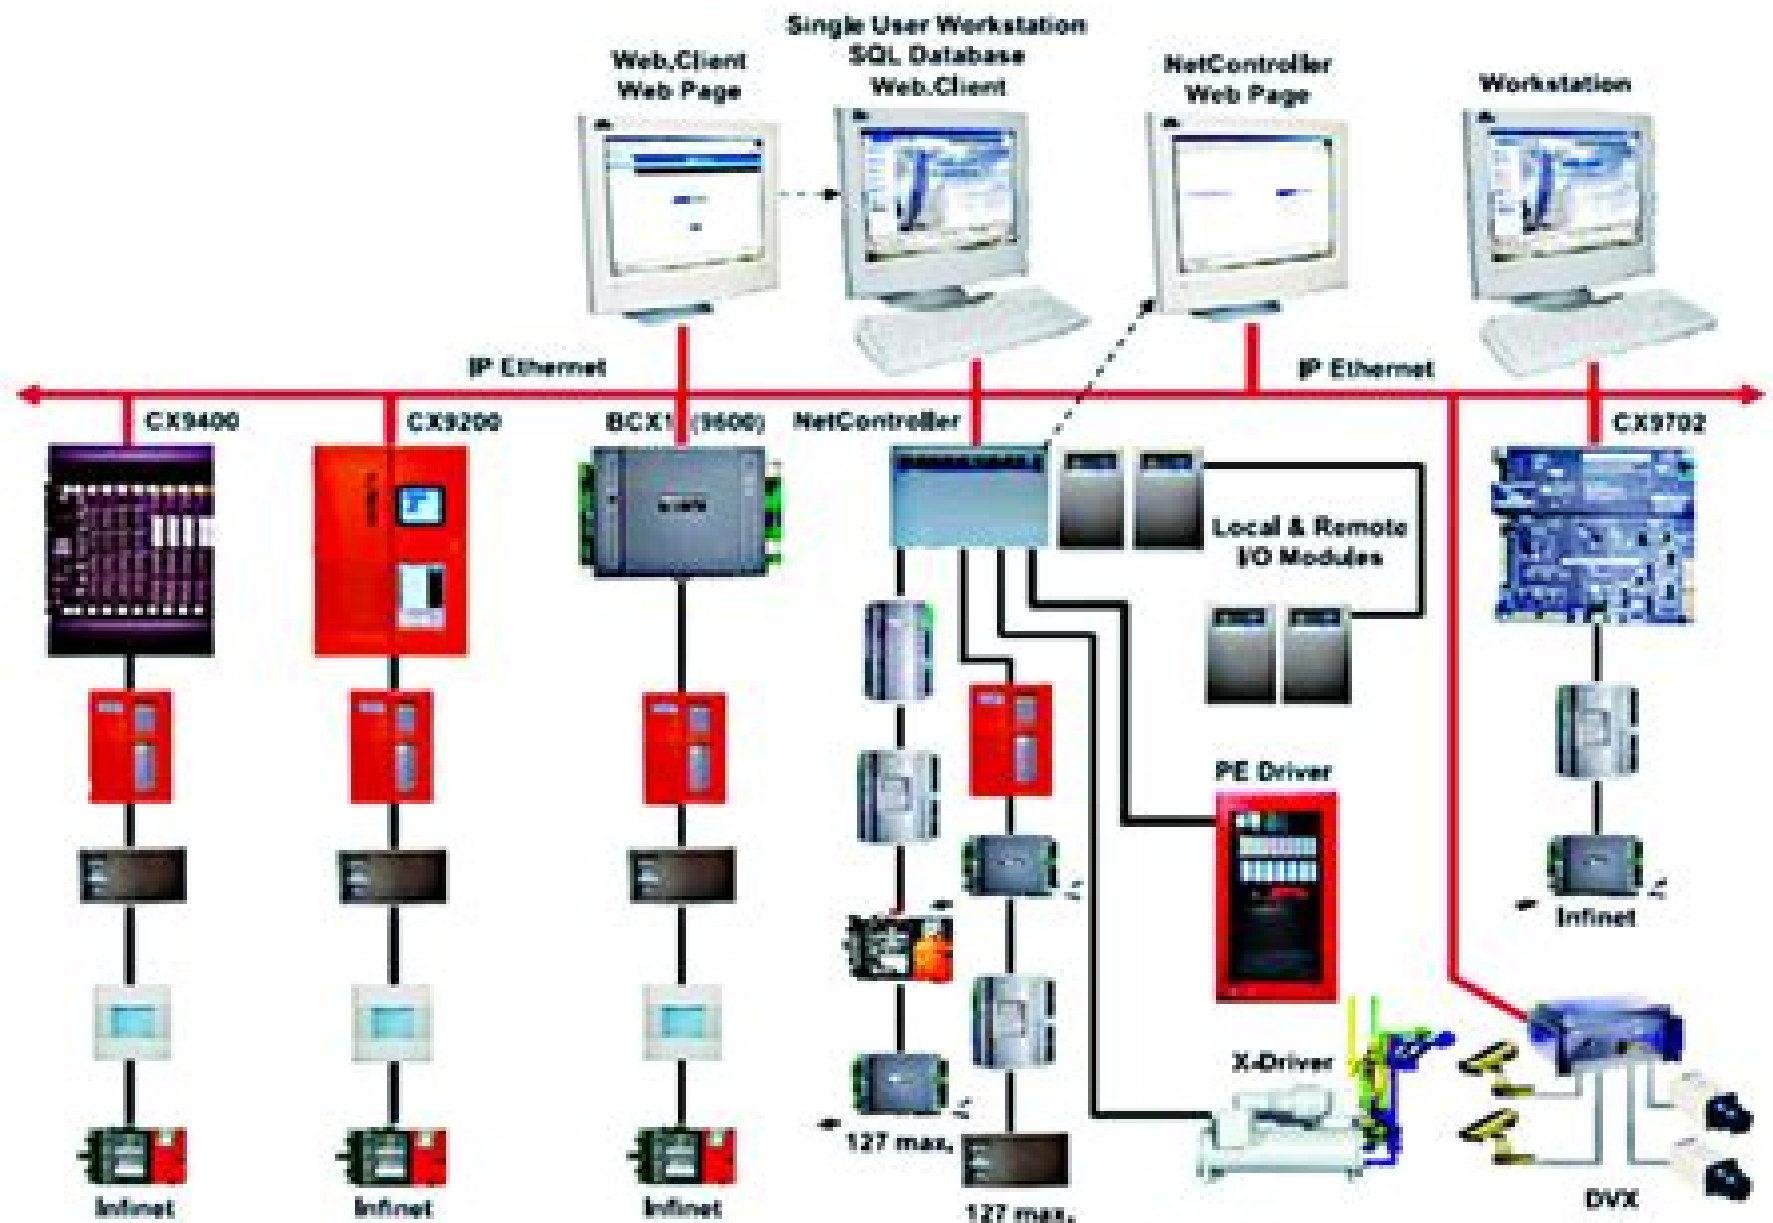 Single User Workstation
SQL Database
Web.Client
Web.Client
Web Page
NetController
Web Page
Workstation
IP Ethernet
IP Ethernet
CX9400
CX9200
BCX1 (9600)
NetController
CX9702
Local & Remote
I/O Modules
PE Driver
Infinet
X-Driver
127 max.
DVX
Infinet
Infinet
Infinet
127 max.